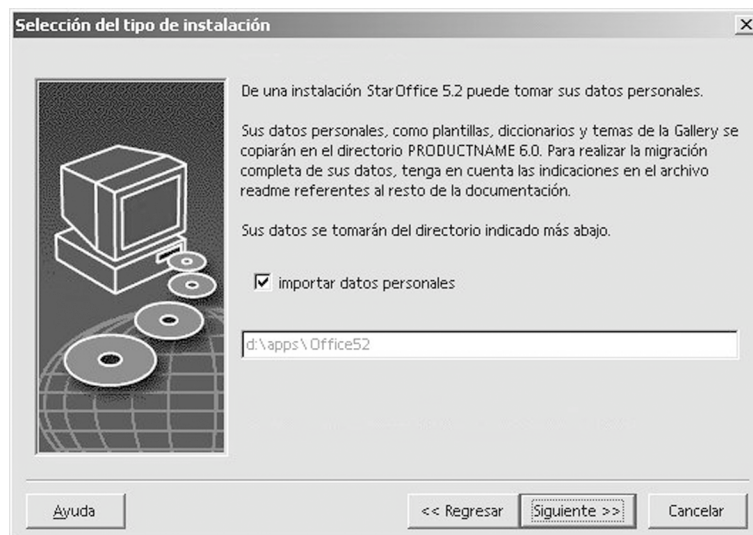 Selección del tipo de instalación
De una instalación StarOffice 5.2 puede tomar sus datos personales.
Sus datos personales, como plantillas, diccionarios y temas de la Gallery se
copiarán en el directorio PRODUCTNAME 6.0. Para realizar la migración
completa de sus datos, tenga en cuenta las indicaciones en el archivo
readme referentes al resto de la documentación.
Sus datos se tomarán del directorio indicado más abajo.
importar datos personales
d:\apps\Office52
Ayuda
<< Regresar
Siguiente >>
Cancelar